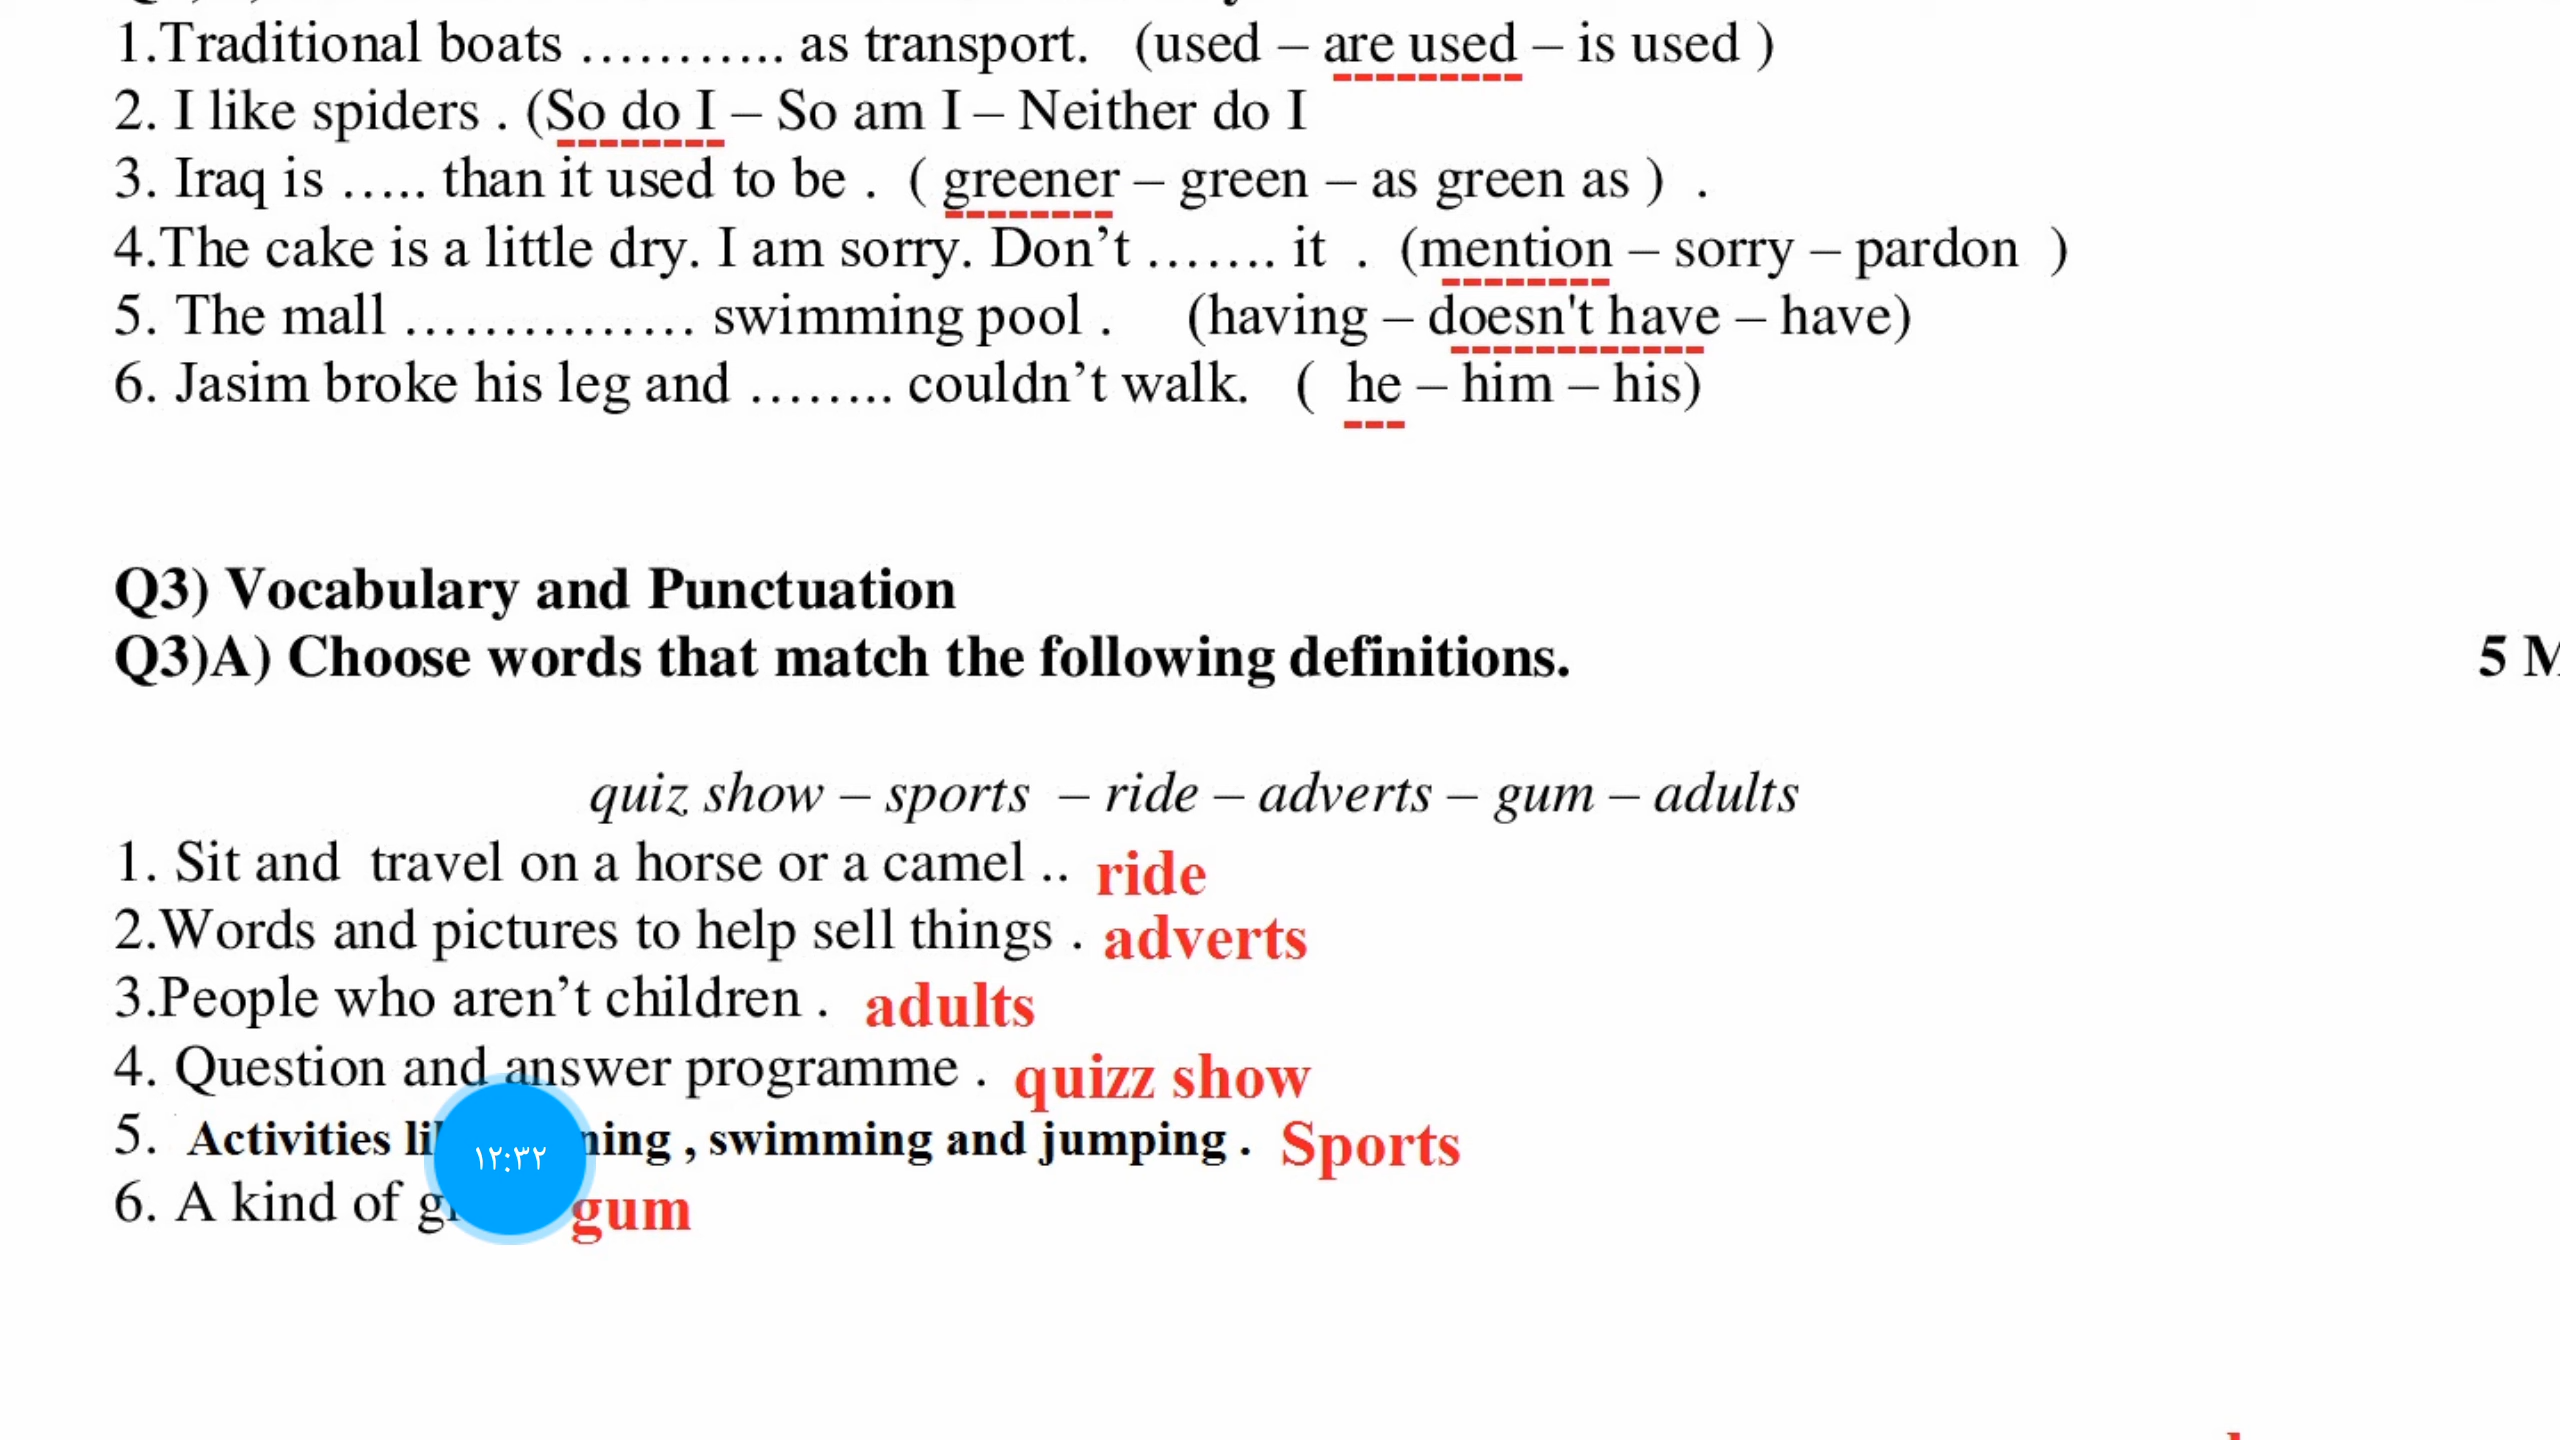 1.Traditional boats ……….. as transport. (used – are used – is used )
2. I like spiders . (So do I – So am I – Neither do I
3. Iraq is ….. than it used to be . ( greener – green – as green as ) .
4.The cake is a little dry. I am sorry. Don’t ……. it . (mention – sorry – pardon )
5. The mall …………… swimming pool . (having – doesn't have – have)
6. Jasim broke his leg and …….. couldn’t walk. ( he – him – his)
Q3) Vocabulary and Punctuation
Q3)A) Choose words that match the following definitions. 5
quiz show – sports – ride – adverts – gum – adults
1. Sit and travel on a horse or a camel .. ride
2.Words and pictures to help sell things . adverts
3.People who aren’t children . adults
4. Question and answer programme . quizz show
5. Activities , swimming and jumping . Sports
١٢:٣٢
6. A kind of gum